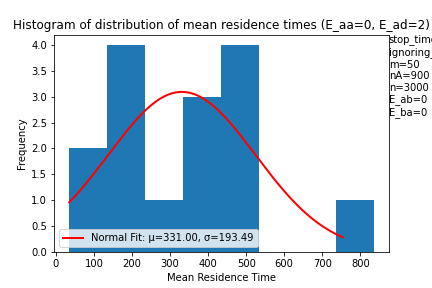 Histogram of distribution of mean residence times (E_aa=0, E_ad=2)
m=50
nA=900
n=3000
E_ab=0
E_ba=0
Frequency
4.0
3.5
3.0
2.5
2.0
1.5
1.0
0.5
0.0
Normal Fit: μ=331.00, σ=193.49
0 100 200 300 400 500 600 700 800
Mean Residence Time